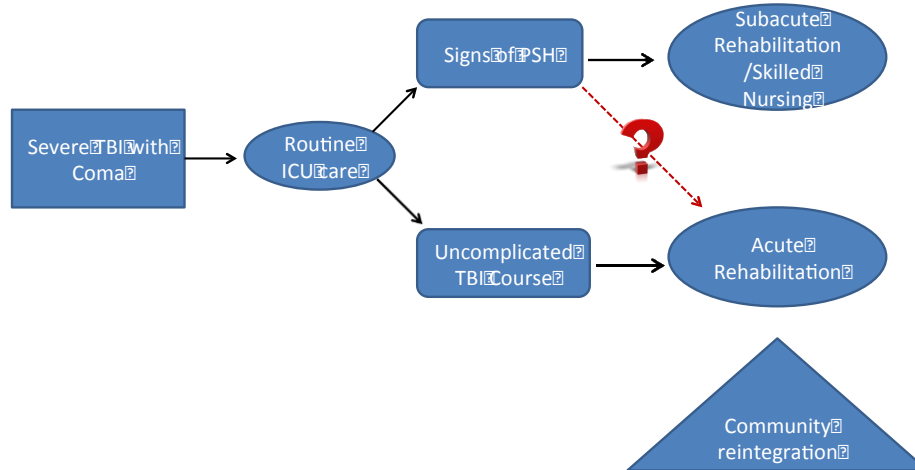 Severe TBI with
Coma
Routine
ICU care
Signs of PSH
Uncomplicated
TBI Course
Subacute
Rehabilitation
/Skilled
Nursing
?
Acute
Rehabilitation
Community
reintegration